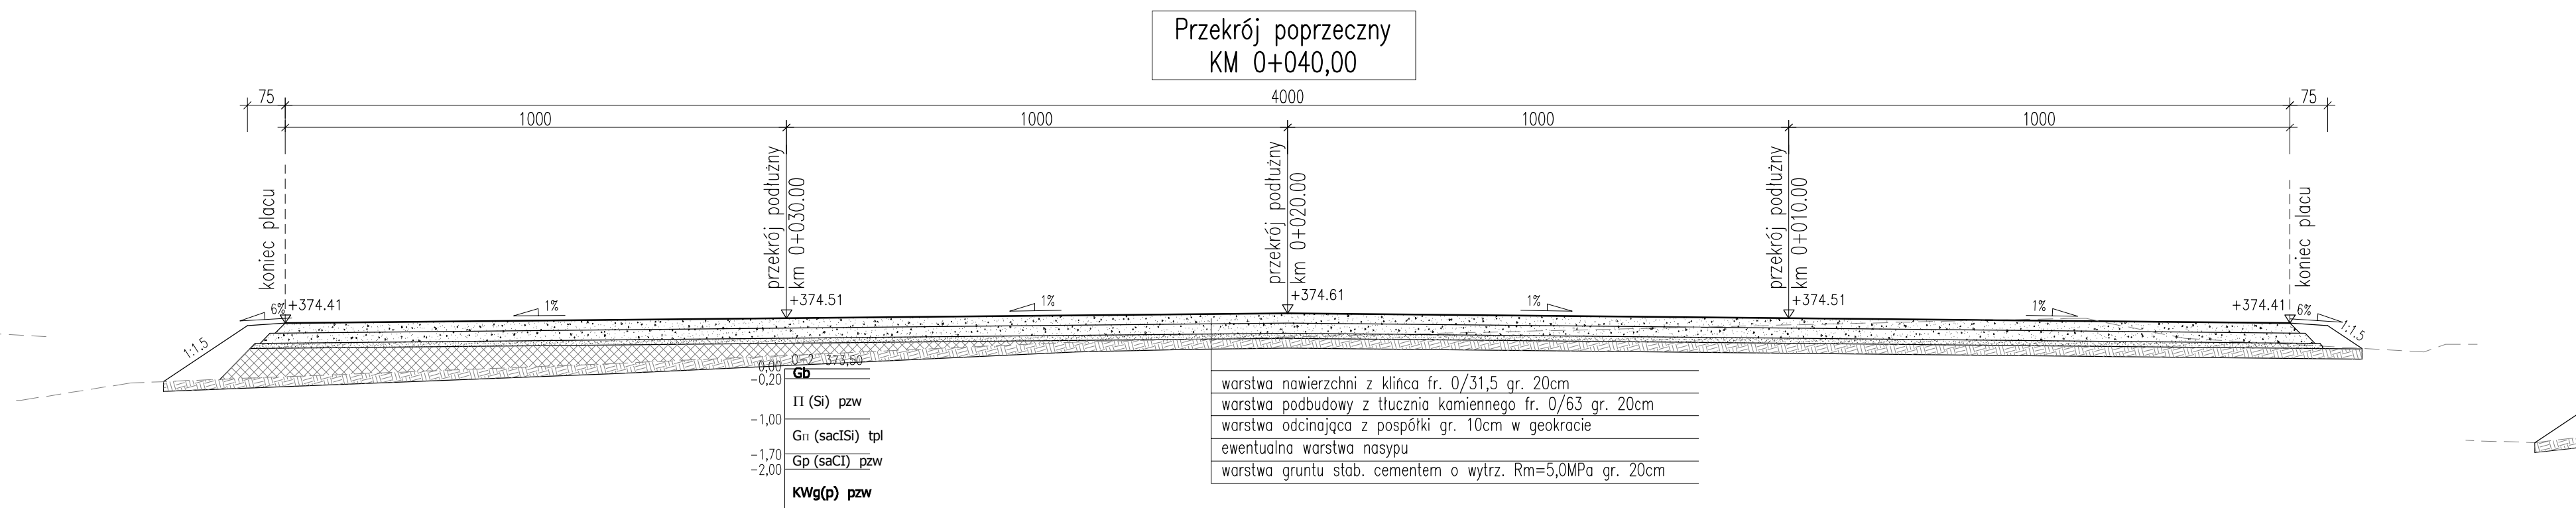 Przekrój poprzeczny
KM 0+040,00
75
4000
75
1000
1000
1000
1000
koniec placu
przekrój podłużny
km 0+030.00
przekrój podłużny
km 0+020.00
przekrój podłużny
km 0+010.00
koniec placu
6%
+374.41
1%
+374.51
1%
+374.61
1%
+374.51
1%
+374.41
6%
1:1.5
1:1.5
0-2 373,50
0,00
Gb
-0,20
Π (Si) pzw
-1,00
Gπ (saclSi) tpl
-1,70
Gp (saCl) pzw
-2,00
KWg(p) pzw
warstwa nawierzchni z klińca fr. 0/31,5 gr. 20cm
warstwa podbudowy z tłucznia kamiennego fr. 0/63 gr. 20cm
warstwa odcinająca z pospółki gr. 10cm w geokracie
ewentualna warstwa nasypu
warstwa gruntu stab. cementem o wytrz. Rm=5,0MPa gr. 20cm